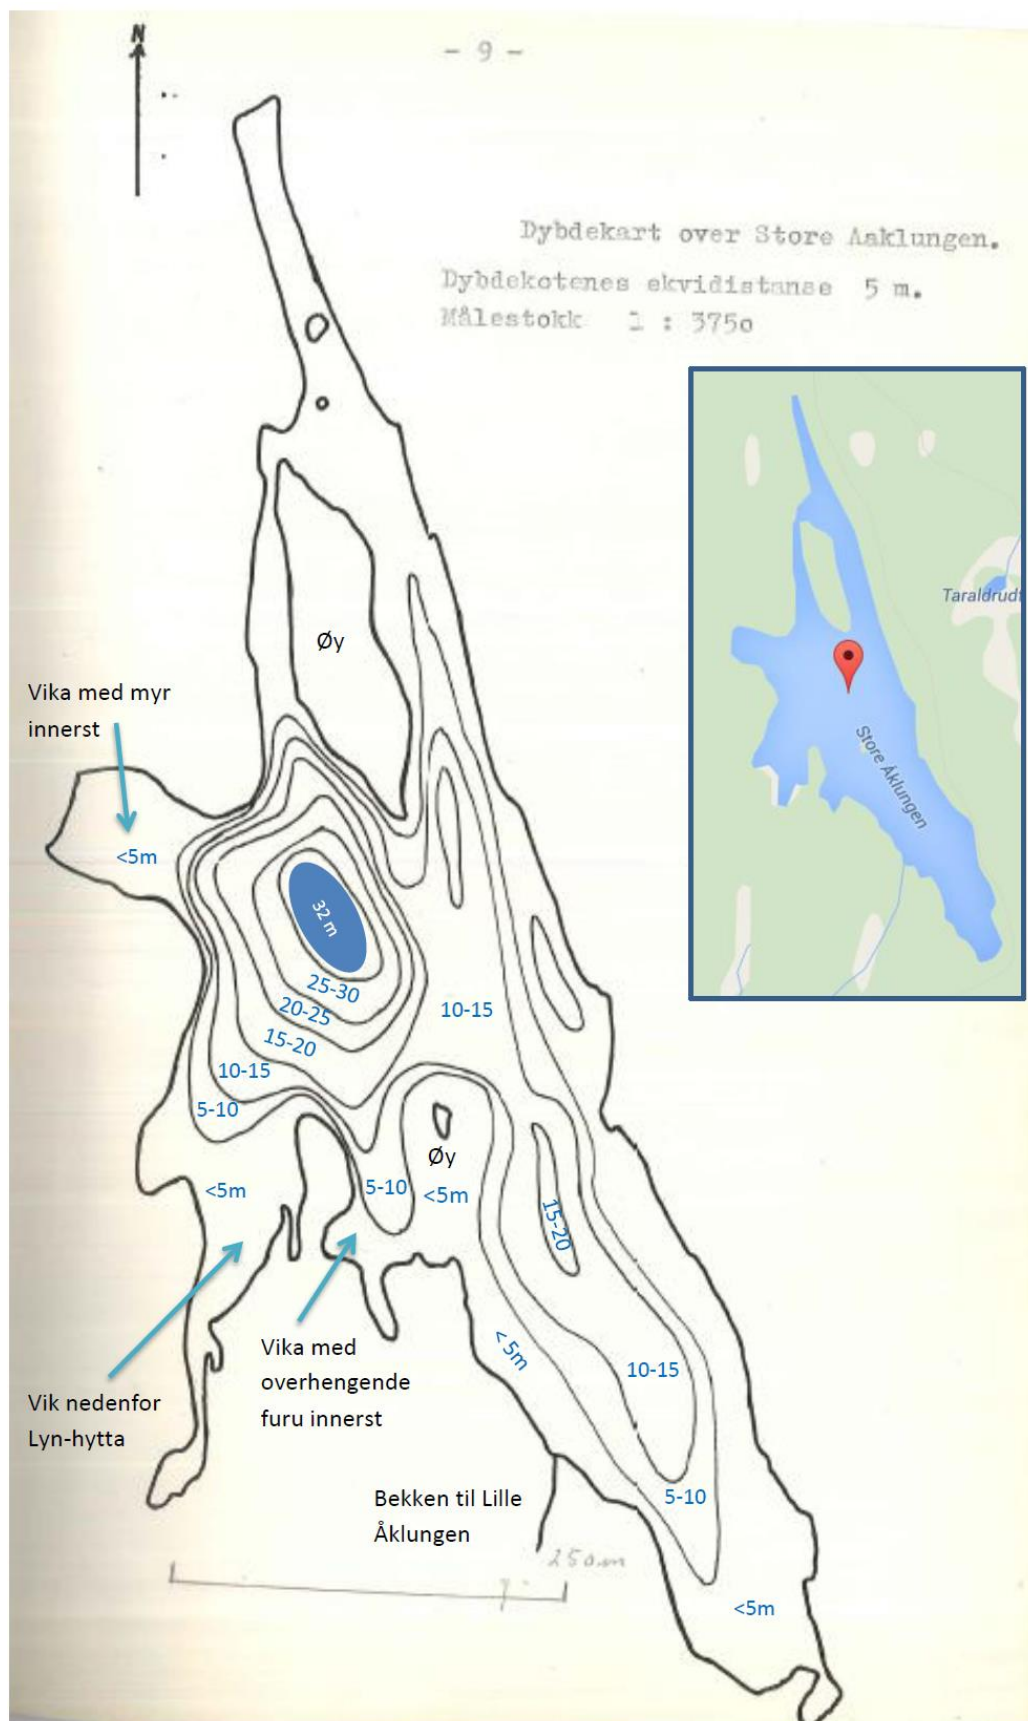 N
- 9 -
Dybdekart over Store Aaklungen.
Dybdekotenes ekvidistanse 5 m.
Målestokk 1 : 3750
Taraldrudt
Store Åklungen
Øy
Vika med myr
innerst
<5m
32 m
25-30
20-25
15-20
10-15
10-15
5-10
Øy
5-10
<5m
<5m
15-20
Vik nedenfor
Lyn-hytta
Vika med
overhengende
furu innerst
<5m
10-15
5-10
Bekken til Lille
Åklungen
250m
<5m